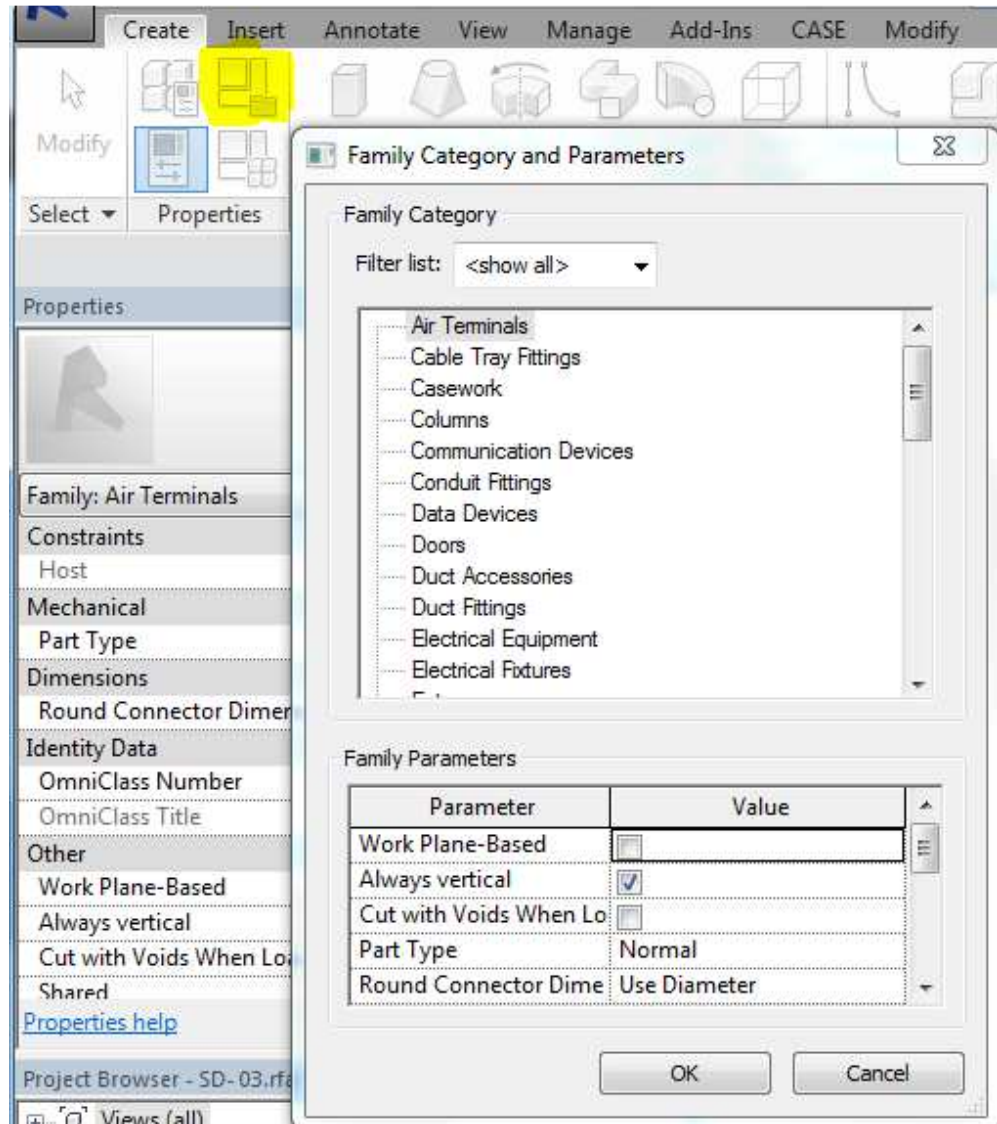 Create Insert Annotate View Manage Add-Ins CASE Modify
Modify
Select Properties
Family Category and Parameters
Family Category
Filter list: <show all>
Air Terminals
Cable Tray Fittings
Casework
Columns
Communication Devices
Conduit Fittings
Data Devices
Doors
Duct Accessories
Duct Fittings
Electrical Equipment
Electrical Fixtures
Family Parameters
Parameter Value
Work Plane-Based
Always vertical
Cut with Voids When Lo
Part Type Normal
Round Connector Dime Use Diameter
OK Cancel
Properties
Family: Air Terminals
Constraints
Host
Mechanical
Part Type
Dimensions
Round Connector Dimen
Identity Data
OmniClass Number
OmniClass Title
Other
Work Plane-Based
Always vertical
Cut with Voids When Loa
Shared
Properties help
Project Browser - SD- 03.rfa
Views (all)